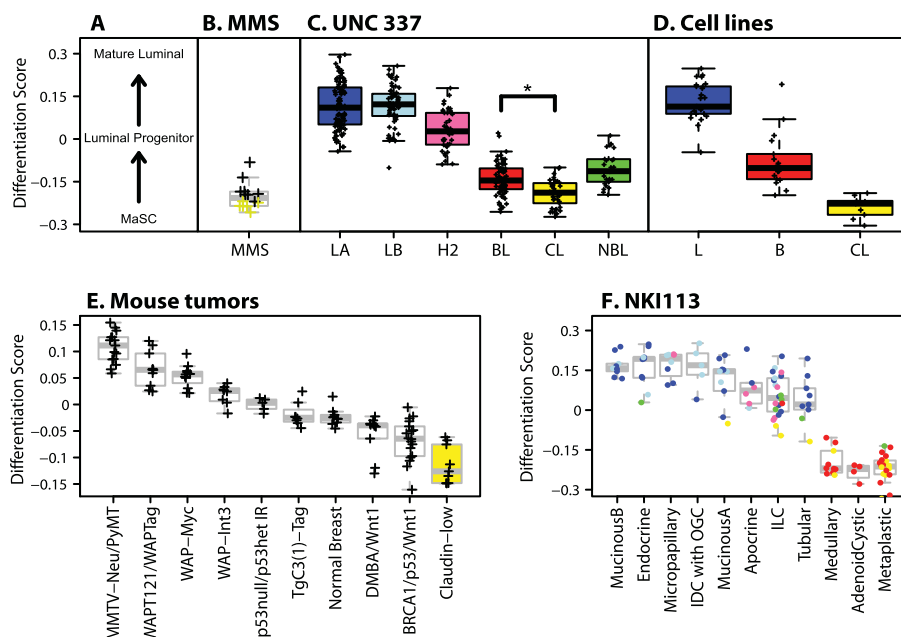 A
B. MMS
C. UNC 337
D. Cell lines
Differentiation Score
0.3
0.15
0
−0.15
−0.3
Mature Luminal
Luminal Progenitor
MaSC
*
MMS
LA
LB
H2
BL
CL
NBL
L
B
CL
E. Mouse tumors
Differentiation Score
0.15
0.1
0.05
0
−0.05
−0.1
−0.15
MMTV−Neu/PyMT
WAPT121/WAPTag
WAP−Myc
WAP−Int3
p53null/p53het IR
TgC3(1)−Tag
Normal Breast
DMBA/Wnt1
BRCA1/p53/Wnt1
Claudin−low
F. NKI113
Differentiation Score
0.3
0.15
0
−0.15
−0.3
MucinousB
Endocrine
Micropapillary
IDC with OGC
MucinousA
Apocrine
ILC
Tubular
Medullary
AdenoidCystic
Metaplastic